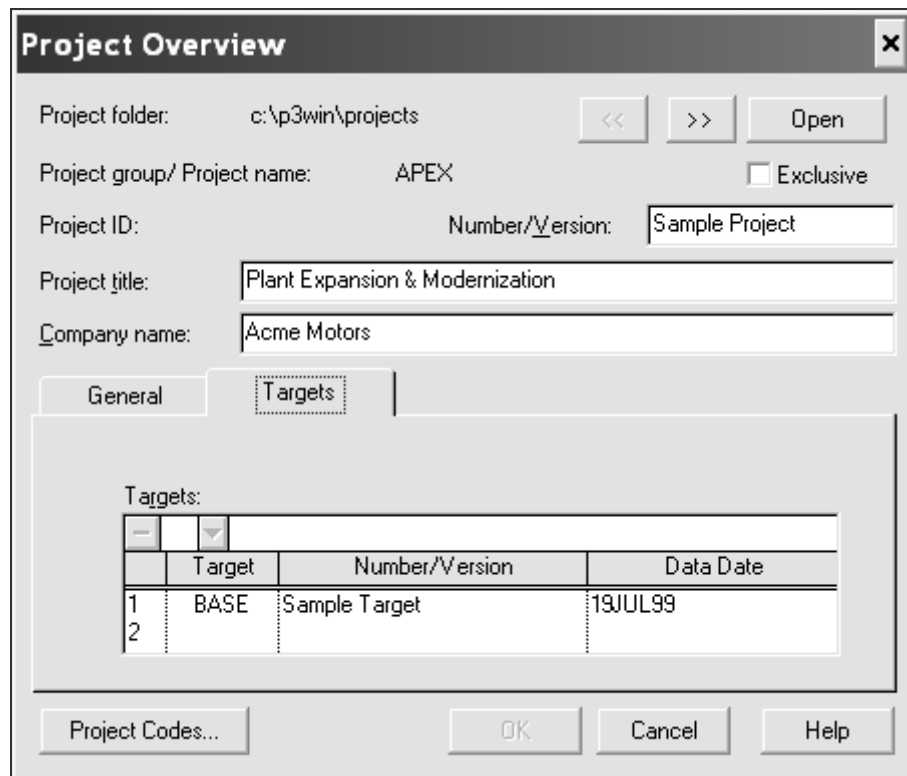 Project Overview
Project folder: c:\p3win\projects << >> Open
Project group/ Project name: APEX Exclusive
Project ID: Number/Version: Sample Project
Project title: Plant Expansion & Modernization
Company name: Acme Motors
General Targets
Targets:
Target Number/Version Data Date
1 BASE Sample Target 19JUL99
2
Project Codes... OK Cancel Help